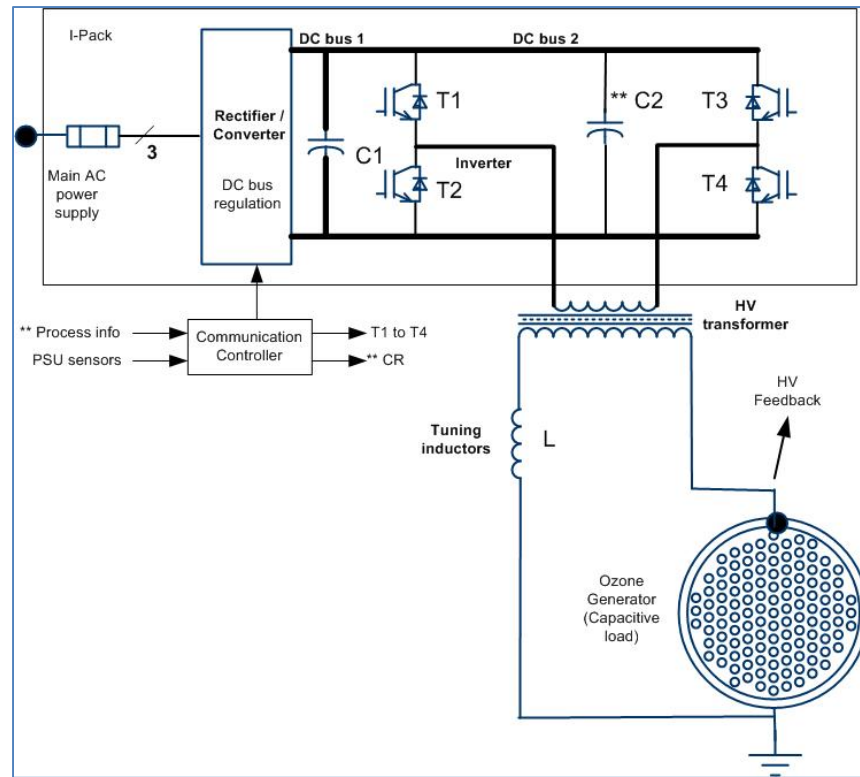 I-Pack
DC bus 1
DC bus 2
Rectifier /
Converter
DC bus
regulation
3
Main AC
power
supply
C1
T1
T2
Inverter
** C2
T3
T4
** Process info
PSU sensors
Communication
Controller
T1 to T4
** CR
HV
transformer
HV
Feedback
Tuning
inductors
L
Ozone
Generator
(Capacitive
load)